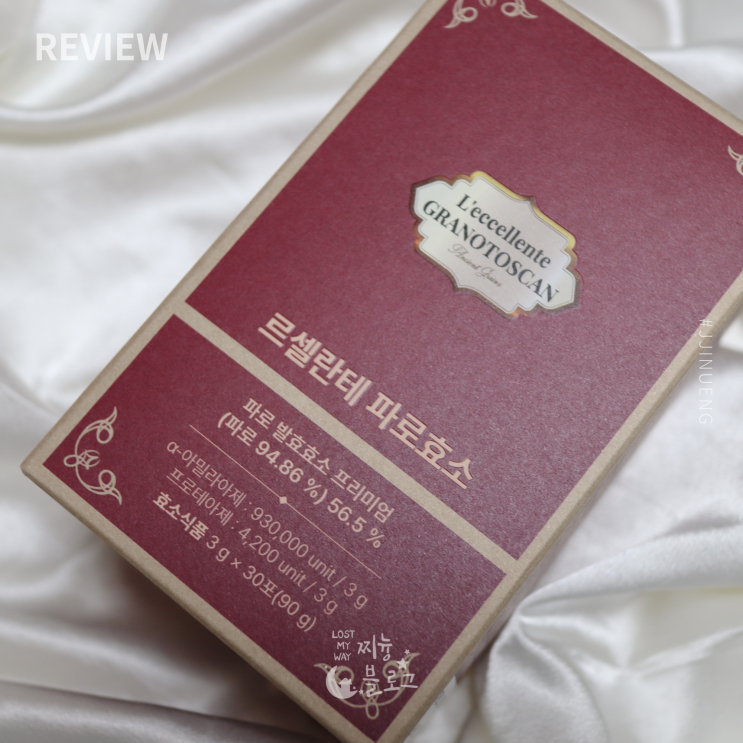 REVIEW
L'eccellente
GRANOTOSCAN
Ancient Grains
르셀란테 파로효소
파로 발효효소 프리미엄
(파로 94.86 %) 56.5 %
α-아밀라아제 : 930,000 unit / 3 g
프로테아제 : 4,200 unit / 3 g
효소식품 3 g × 30포(90 g)
#JJINUENG
LOST
MY
WAY
찌늉
블로그